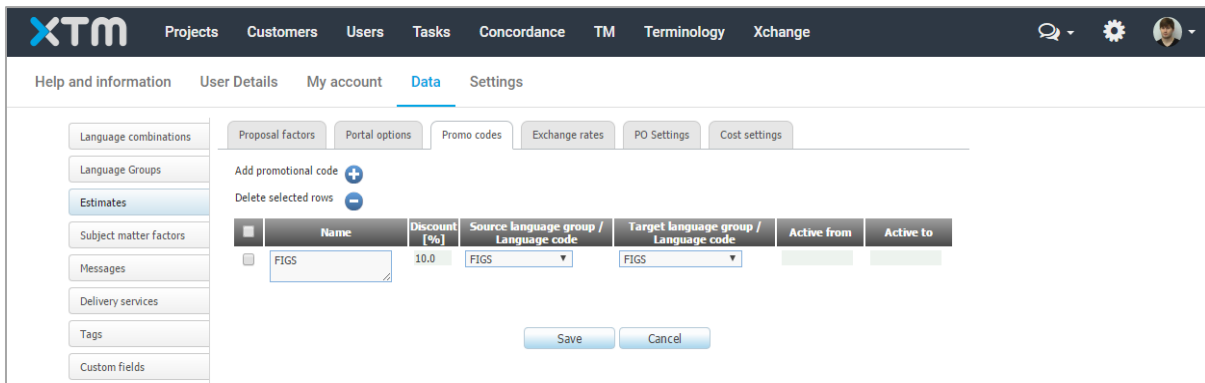 XTM Projects Customers Users Tasks Concordance TM Terminology Xchange
Help and information User Details My account Data Settings
Language combinations
Language Groups
Estimates
Subject matter factors
Messages
Delivery services
Tags
Custom fields
Proposal factors Portal options Promo codes Exchange rates PO Settings Cost settings
Add promotional code
Delete selected rows
Name Discount [%] Source language group / Language code Target language group / Language code Active from Active to
FIGS 10.0 FIGS FIGS
Save Cancel